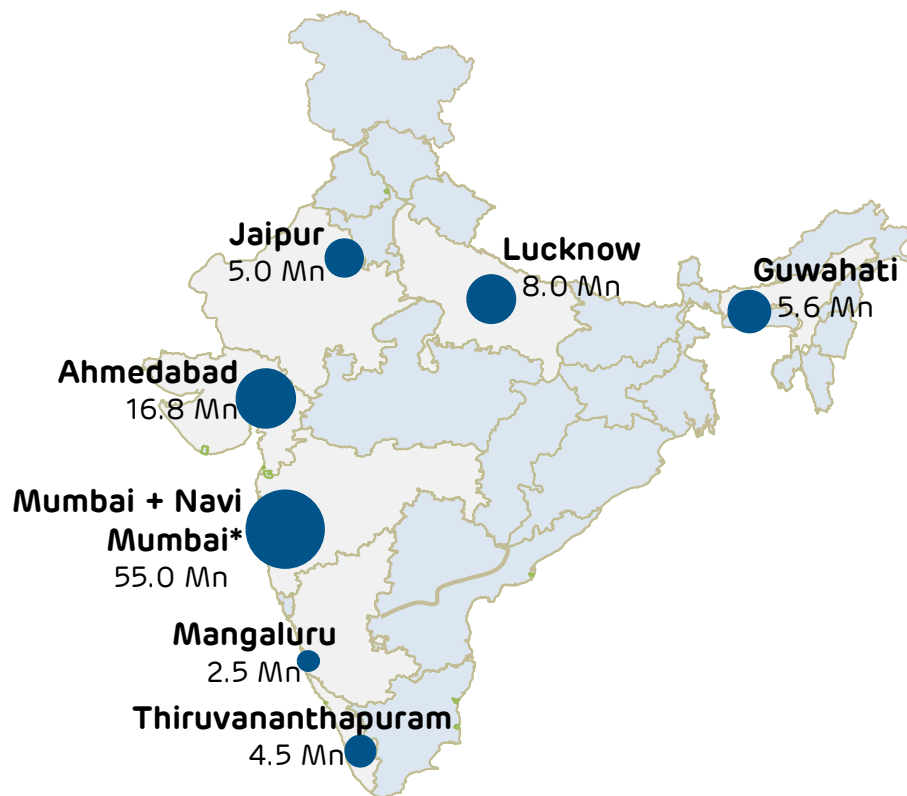 Jaipur
5.0 Mn
Lucknow
8.0 Mn
Guwahati
5.6 Mn
Ahmedabad
16.8 Mn
Mumbai + Navi
Mumbai*
55.0 Mn
Mangaluru
2.5 Mn
Thiruvananthapuram
4.5 Mn